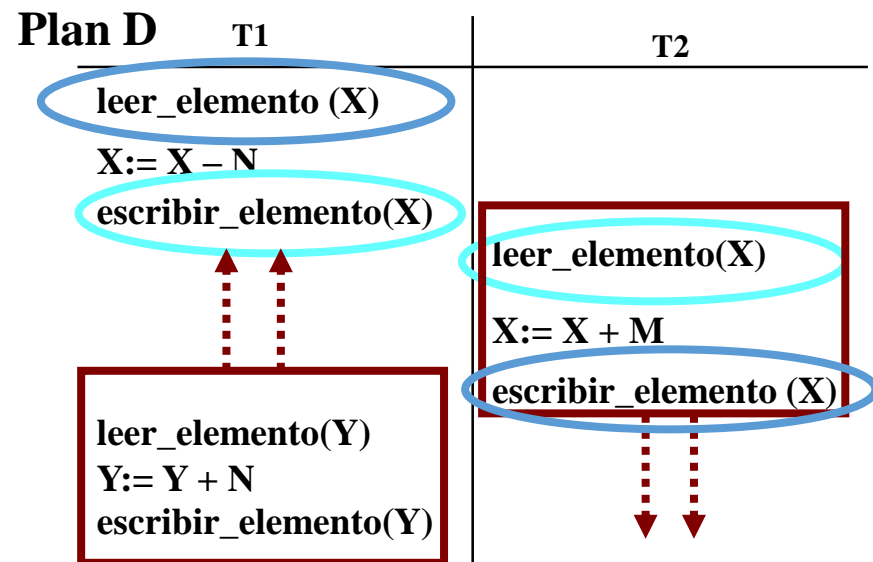 Plan D
T1
T2
leer_elemento (X)
X:= X – N
escribir_elemento(X)
leer_elemento(X)
X:= X + M
escribir_elemento (X)
leer_elemento(Y)
Y:= Y + N
escribir_elemento(Y)